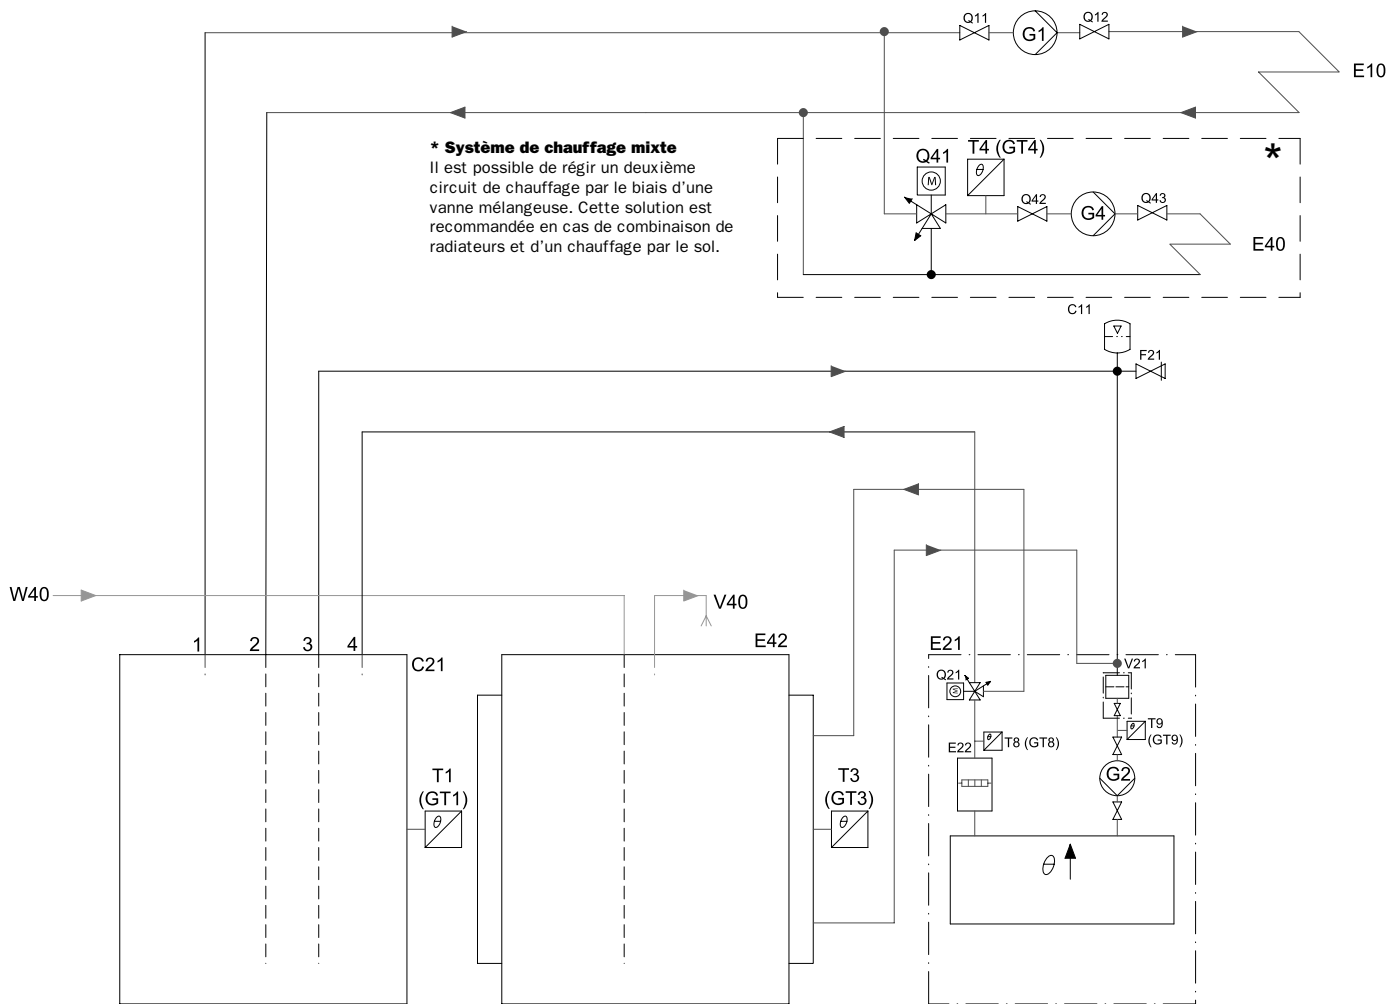 Q11
G1
Q12
E10
* Système de chauffage mixte
Il est possible de régir un deuxième
circuit de chauffage par le biais d'une
vanne mélangeuse. Cette solution est
recommandée en cas de combinaison de
radiateurs et d'un chauffage par le sol.
Q41
M
T4 (GT4)
θ
*
Q42
G4
Q43
E40
C11
F21
W40
V40
1
2
3
4
C21
E42
E21
Q21
M
V21
T8 (GT8)
θ
T9
(GT9)
θ
E22
G2
T1
(GT1)
θ
T3
(GT3)
θ
θ